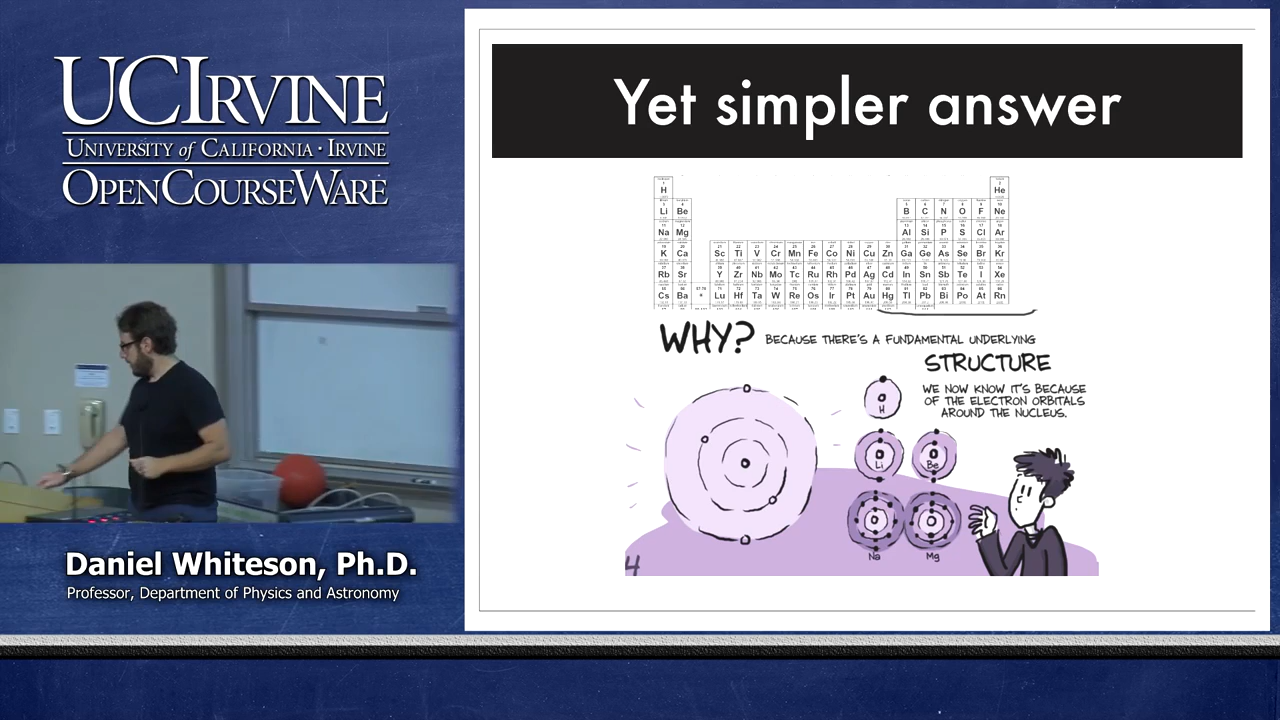 UCIRVINE
UNIVERSITY of CALIFORNIA · IRVINE
OPENCOURSEWARE
Daniel Whiteson, Ph.D.
Professor, Department of Physics and Astronomy
Yet simpler answer
H He
Li Be B C N O F Ne
Na Mg Al Si P S Cl Ar
K Ca Sc Ti V Cr Mn Fe Co Ni Cu Zn Ga Ge As Se Br Kr
Rb Sr Y Zr Nb Mo Tc Ru Rh Pd Ag Cd In Sn Sb Te I Xe
Cs Ba * Lu Hf Ta W Re Os Ir Pt Au Hg Tl Pb Bi Po At Rn
WHY? BECAUSE THERE'S A FUNDAMENTAL UNDERLYING
STRUCTURE
WE NOW KNOW IT'S BECAUSE
OF THE ELECTRON ORBITALS
AROUND THE NUCLEUS.
H
Li Be
Na Mg
4